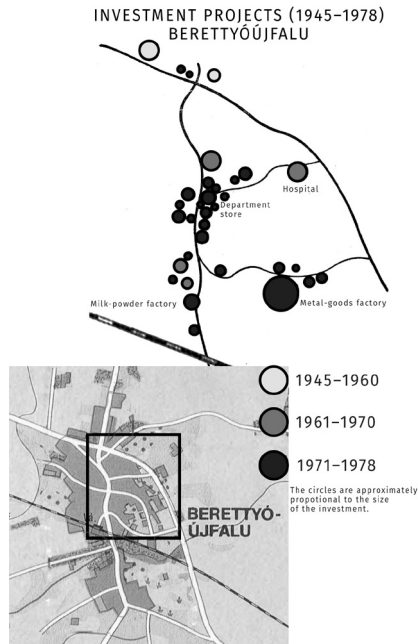 INVESTMENT PROJECTS (1945–1978)
BERETTYÓÚJFALU
Hospital
Department
store
Milk-powder factory
Metal-goods factory
1945–1960
1961–1970
1971–1978
The circles are approximately
propotional to the size
of the investment.
BERETTYÓ-
ÚJFALU